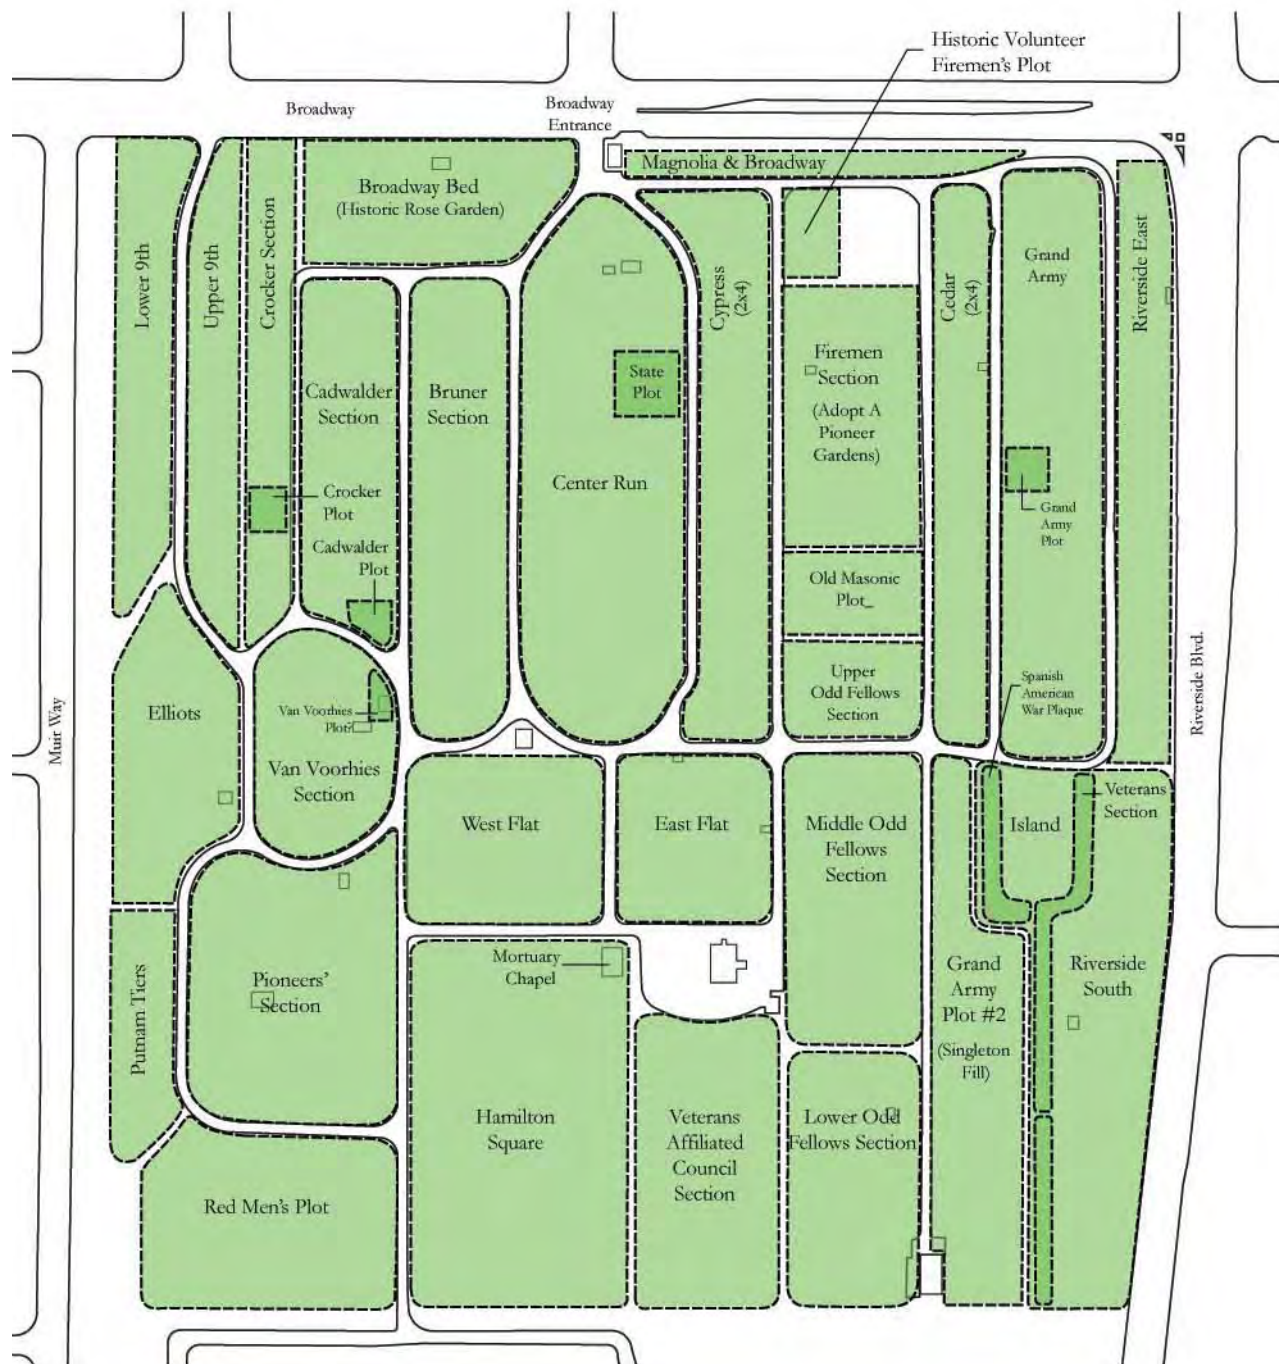 Historic Volunteer
Firemen's Plot
Broadway
Broadway
Entrance
Magnolia & Broadway
Broadway Bed
(Historic Rose Garden)
Lower 9th
Upper 9th
Crocker Section
Cypress
(2x4)
Cedar
(2x4)
Grand
Army
Riverside East
Cadwalder
Section
Bruner
Section
State
Plot
Firemen
Section
(Adopt A
Pioneer
Gardens)
Center Run
Crocker
Plot
Grand
Army
Plot
Cadwalder
Plot
Old Masonic
Plot_
Riverside Blvd.
Upper
Odd Fellows
Section
Spanish
American
War Plaque
Elliots
Muir Way
Van Voorhies
Plot?
Van Voorhies
Section
Veterans
Section
West Flat
East Flat
Middle Odd
Fellows
Section
Island
Mortuary
Chapel
Pioneers'
Section
Putnam Tiers
Grand
Army
Plot #2
(Singleton
Fill)
Riverside
South
Hamilton
Square
Veterans
Affiliated
Council
Section
Lower Odd
Fellows Section
Red Men's Plot